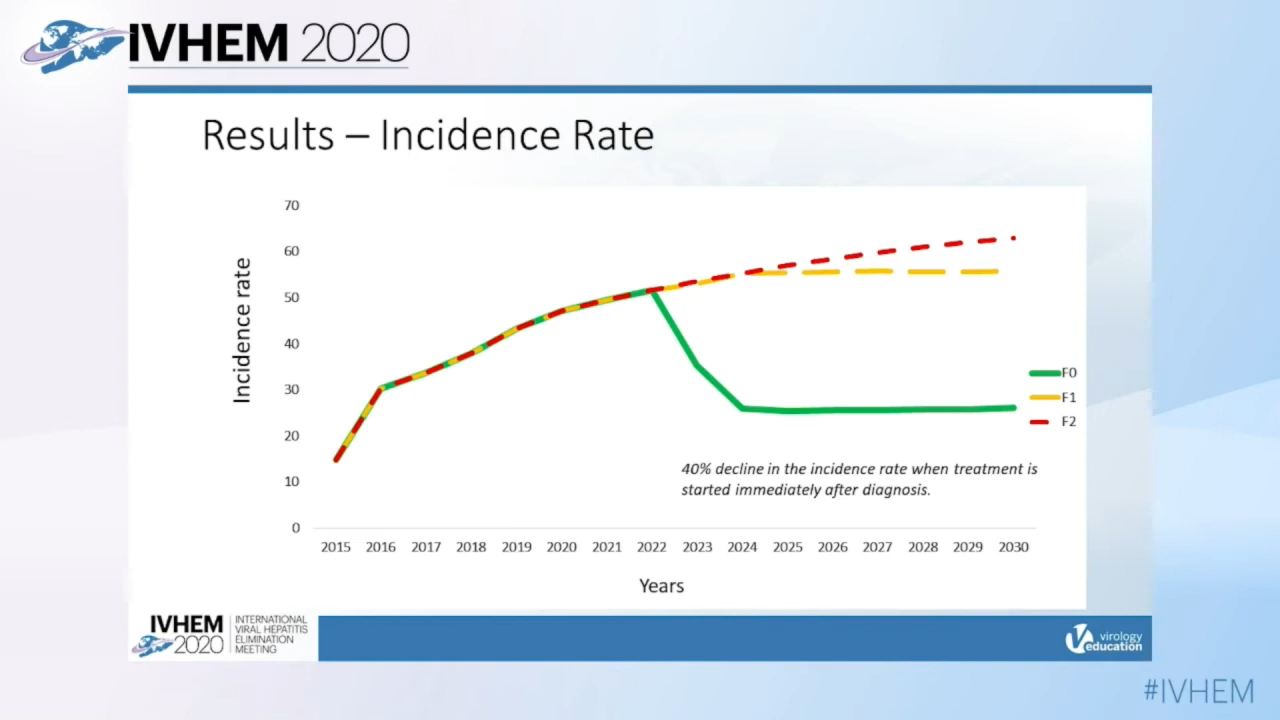 IVHEM 2020
Results – Incidence Rate
70
60
50
40
30
20
10
0
Incidence rate
F0
F1
F2
40% decline in the incidence rate when treatment is
started immediately after diagnosis.
2015 2016 2017 2018 2019 2020 2021 2022 2023 2024 2025 2026 2027 2028 2029 2030
Years
IVHEM
2020
INTERNATIONAL
VIRAL HEPATITIS
ELIMINATION
MEETING
virology
education
#IVHEM